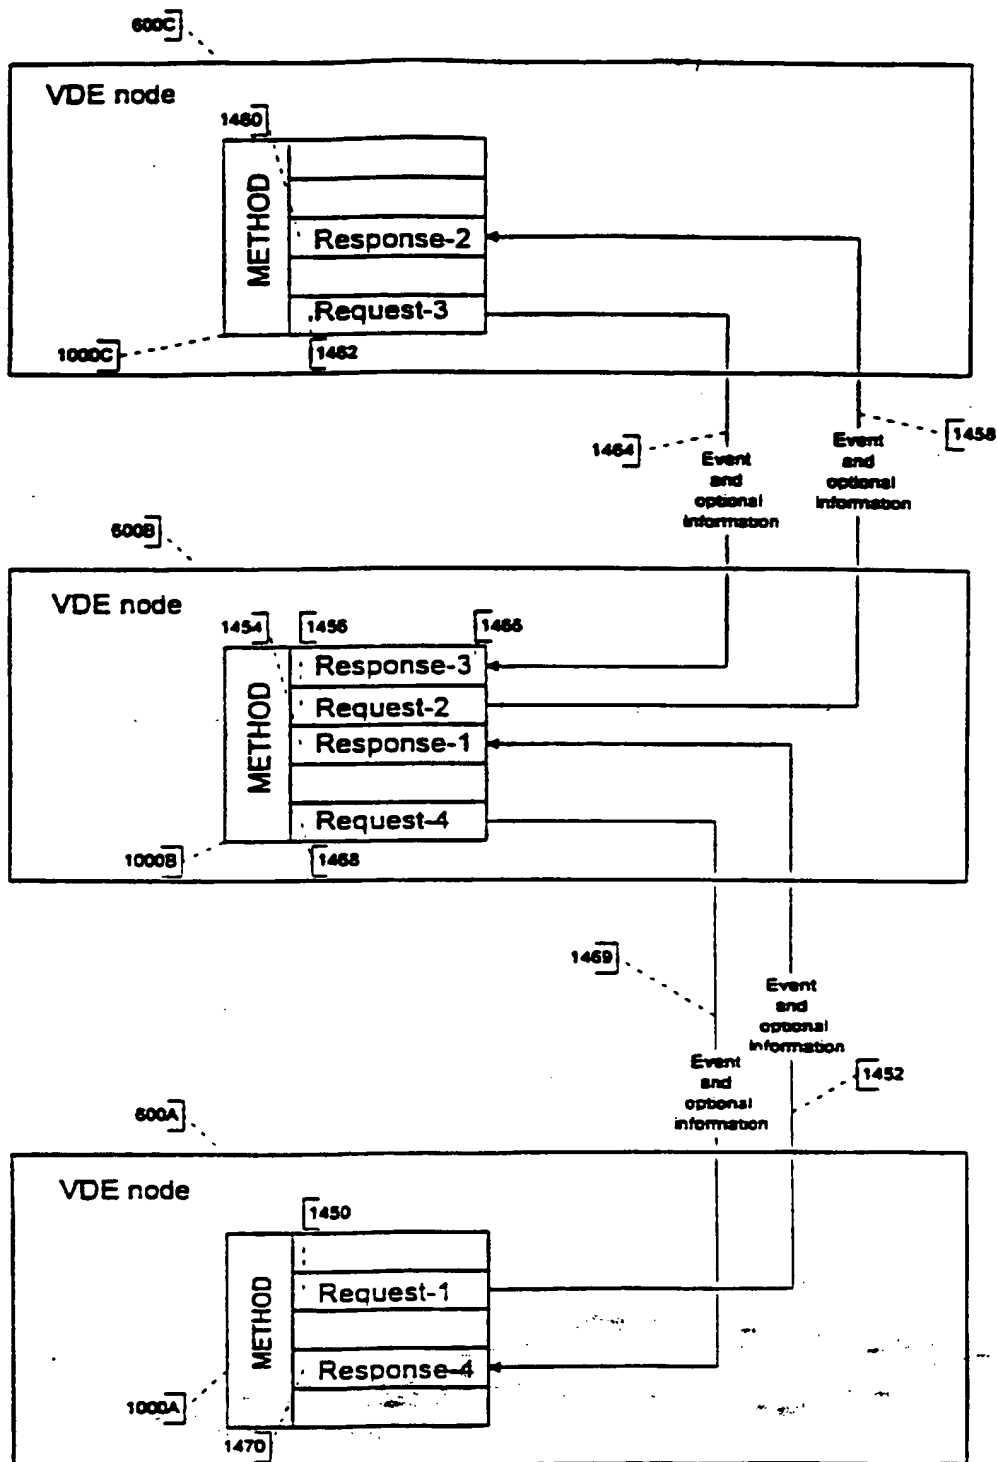 600C
VDE node
1460
METHOD
Response-2
Request-3
1000C
1462
1464
1458
Event
and
optional
information
Event
and
optional
information
600B
VDE node
1454
1456
1466
METHOD
Response-3
Request-2
Response-1
Request-4
1000B
1468
1469
Event
and
optional
information
Event
and
optional
information
1452
600A
VDE node
1450
METHOD
Request-1
Response-4
1000A
1470